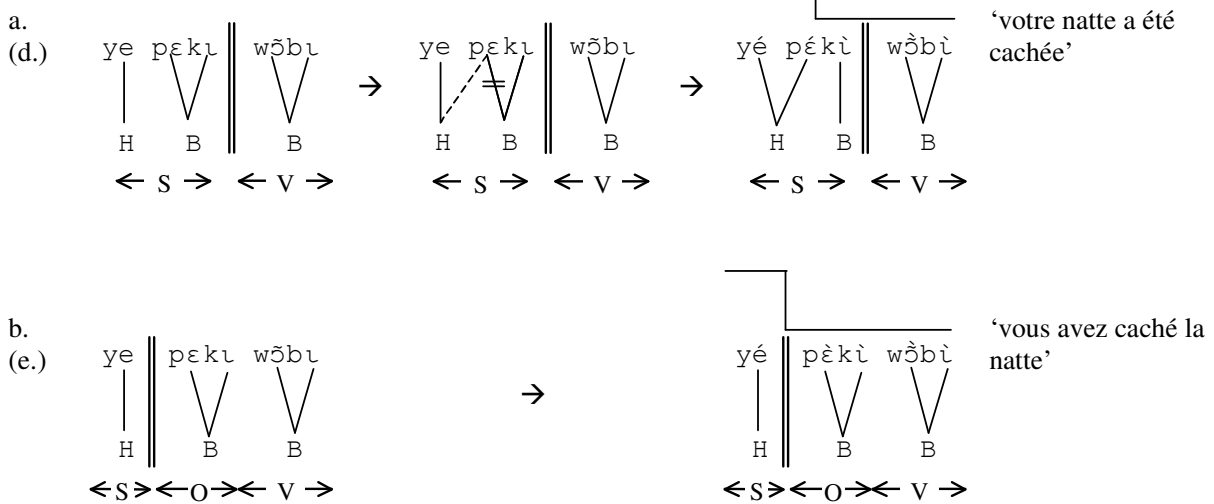 a.
(d.) ye pɛkɩ wɔ̃bɩ → ye pɛkɩ wɔ̃bɩ → yé pɛ́kɩ̀ wɔ̃̀bɩ̀ ‘votre natte a été cachée’
H B B H B B H B B
← S → ← V → ← S → ← V → ← S → ← V →
b.
(e.) ye pɛkɩ wɔ̃bɩ → yé pɛ̀kɩ̀ wɔ̃̀bɩ̀ ‘vous avez caché la natte’
H B B H B B
← S → ← O → ← V → ← S → ← O → ← V →